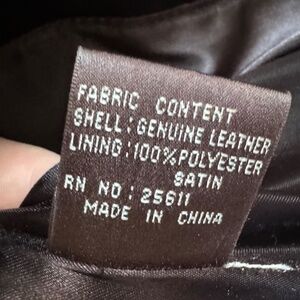 FABRIC CONTENT
SHELL: GENUINE LEATHER
LINING: 100% POLYESTER
SATIN
RN NO: 25611
MADE IN CHINA